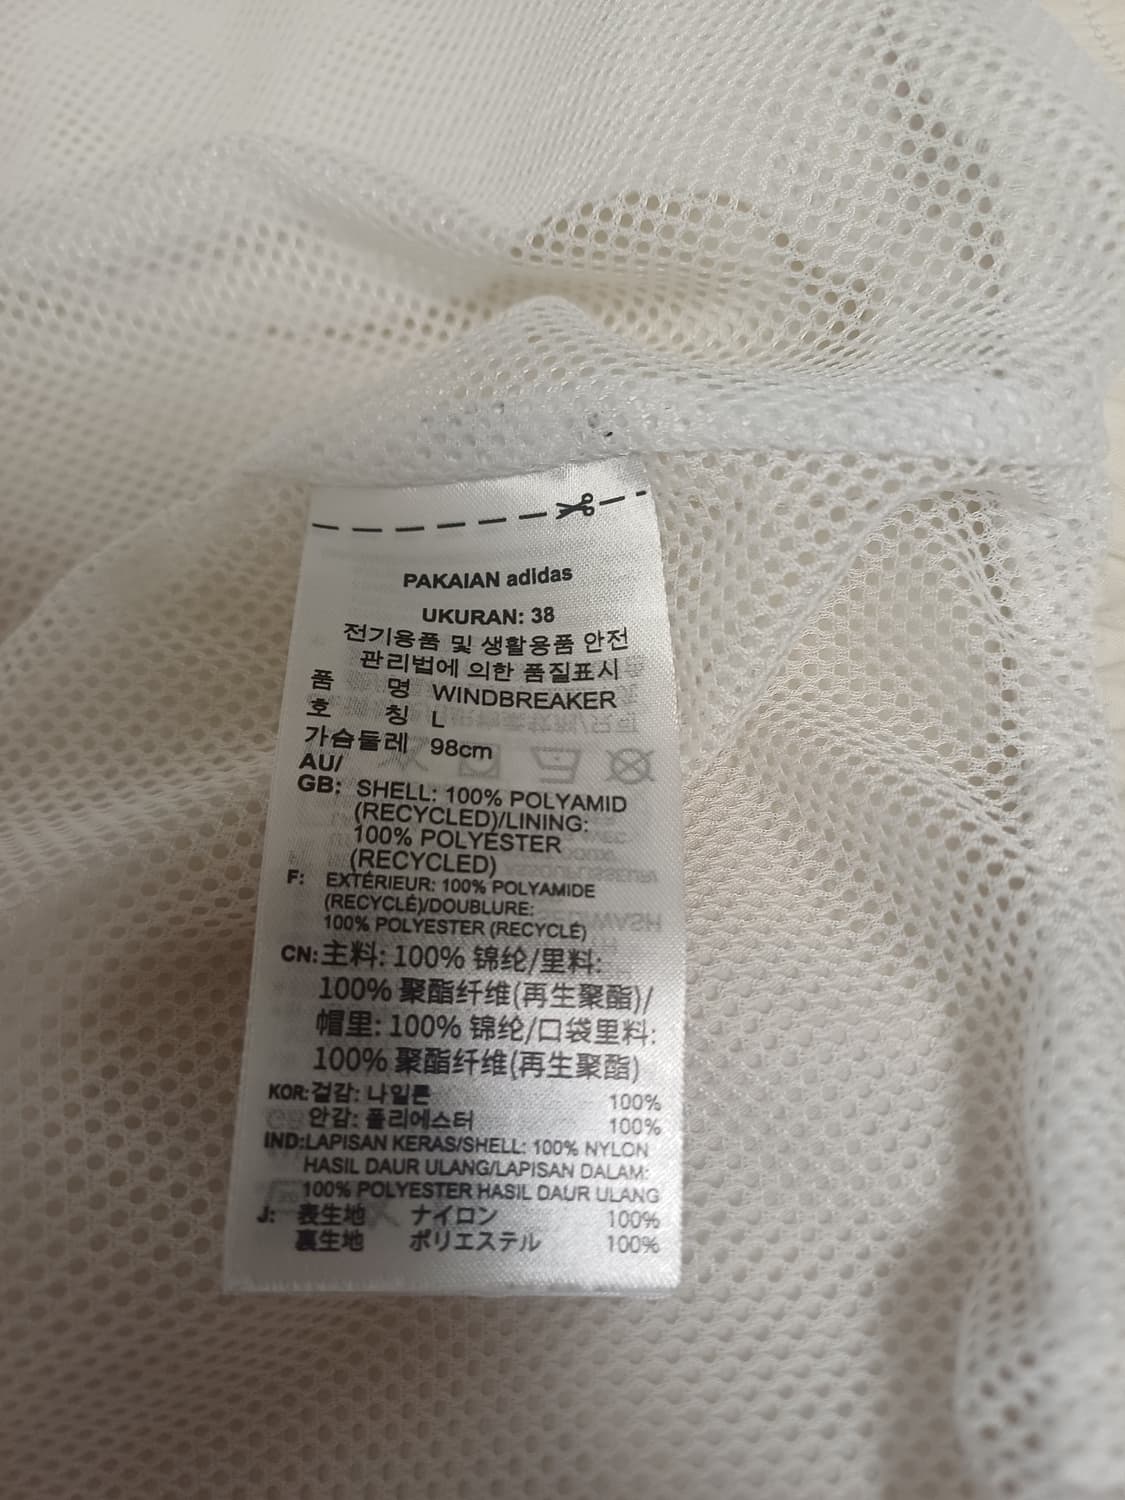 PAKAIAN adidas
UKURAN: 38
전기용품 및 생활용품 안전
관리법에 의한 품질표시
품 명 WINDBREAKER
호 칭 L
가슴둘레 98cm
AU/
GB: SHELL: 100% POLYAMID
(RECYCLED)/LINING:
100% POLYESTER
(RECYCLED)
F: EXTÉRIEUR: 100% POLYAMIDE
(RECYCLÉ)/DOUBLURE:
100% POLYESTER (RECYCLÉ)
CN: 主料: 100% 锦纶/里料:
100% 聚酯纤维(再生聚酯)/
帽里: 100% 锦纶/口袋里料:
100% 聚酯纤维(再生聚酯)
KOR: 겉감: 나일론 100%
안감: 폴리에스터 100%
IND: LAPISAN KERAS/SHELL: 100% NYLON
HASIL DAUR ULANG/LAPISAN DALAM:
100% POLYESTER HASIL DAUR ULANG
J: 表生地 ナイロン 100%
裏生地 ポリエステル 100%